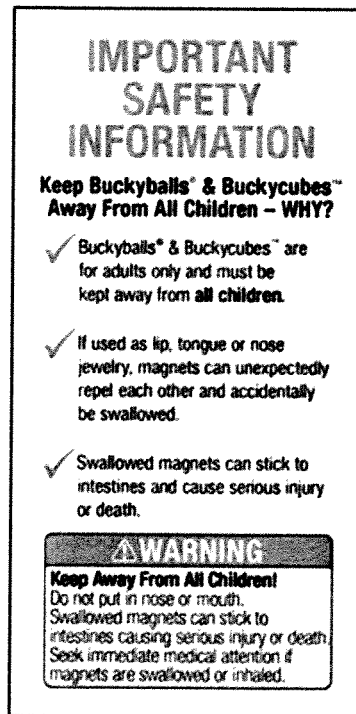 IMPORTANT
SAFETY
INFORMATION
Keep Buckyballs® & Buckycubes™
Away From All Children – WHY?
✓ Buckyballs® & Buckycubes™ are
for adults only and must be
kept away from all children.
✓ If used as lip, tongue or nose
jewelry, magnets can unexpectedly
repel each other and accidentally
be swallowed.
✓ Swallowed magnets can stick to
intestines and cause serious injury
or death.
⚠WARNING
Keep Away From All Children!
Do not put in nose or mouth.
Swallowed magnets can stick to
intestines causing serious injury or death.
Seek immediate medical attention if
magnets are swallowed or inhaled.